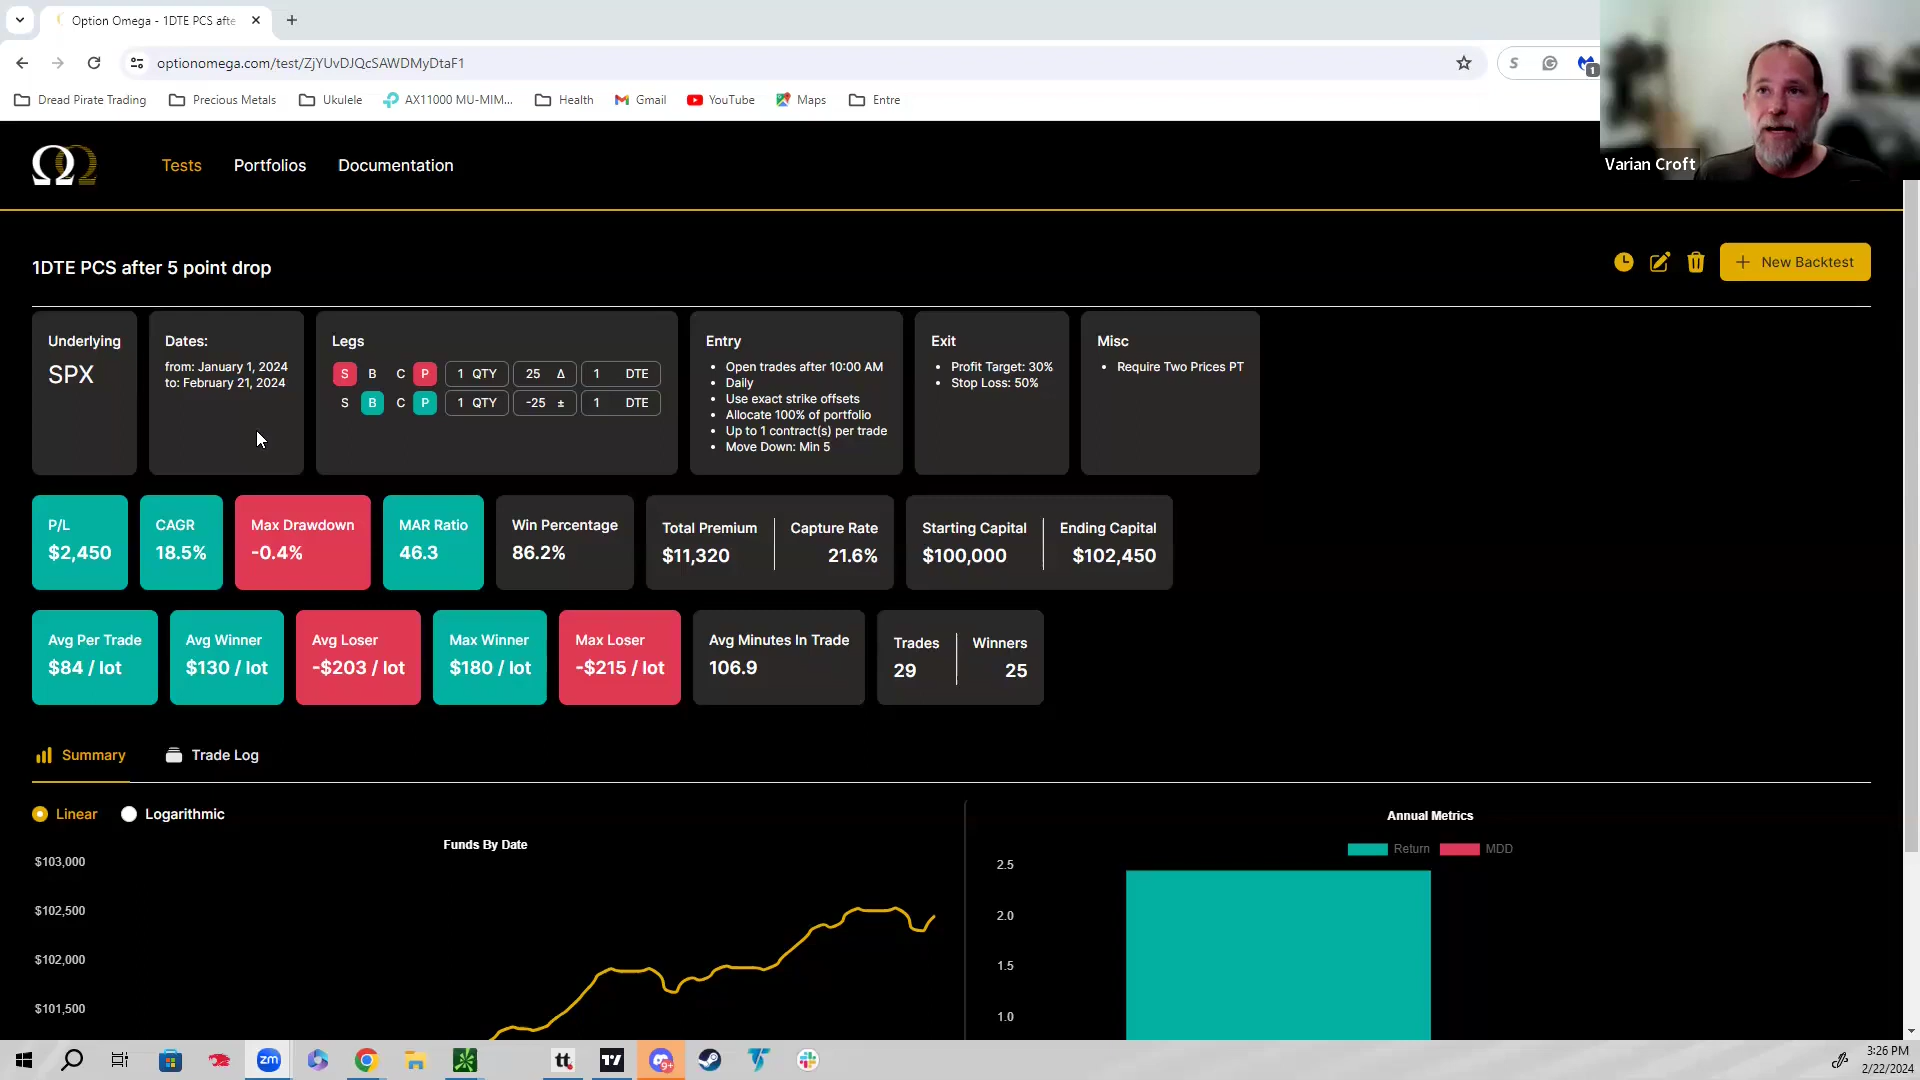 Option Omega - 1DTE PCS afte
optionomega.com/test/ZjYUvDJQcSAWDMyDtaF1
Dread Pirate Trading
Precious Metals
Ukulele
AX11000 MU-MIM...
Health
Gmail
YouTube
Maps
Entre
Varian Croft
Tests
Portfolios
Documentation
1DTE PCS after 5 point drop
New Backtest
Underlying
SPX
Dates:
from: January 1, 2024
to: February 21, 2024
Legs
S B C P 1 QTY 25 Δ 1 DTE
S B C P 1 QTY -25 ± 1 DTE
Entry
• Open trades after 10:00 AM
• Daily
• Use exact strike offsets
• Allocate 100% of portfolio
• Up to 1 contract(s) per trade
• Move Down: Min 5
Exit
• Profit Target: 30%
• Stop Loss: 50%
Misc
• Require Two Prices PT
P/L
$2,450
CAGR
18.5%
Max Drawdown
-0.4%
MAR Ratio
46.3
Win Percentage
86.2%
Total Premium
$11,320
Capture Rate
21.6%
Starting Capital
$100,000
Ending Capital
$102,450
Avg Per Trade
$84 / lot
Avg Winner
$130 / lot
Avg Loser
-$203 / lot
Max Winner
$180 / lot
Max Loser
-$215 / lot
Avg Minutes In Trade
106.9
Trades
29
Winners
25
Summary
Trade Log
Linear
Logarithmic
Funds By Date
$103,000
$102,500
$102,000
$101,500
Annual Metrics
Return
MDD
2.5
2.0
1.5
1.0
zm
tt
9+
3:26 PM
2/22/2024